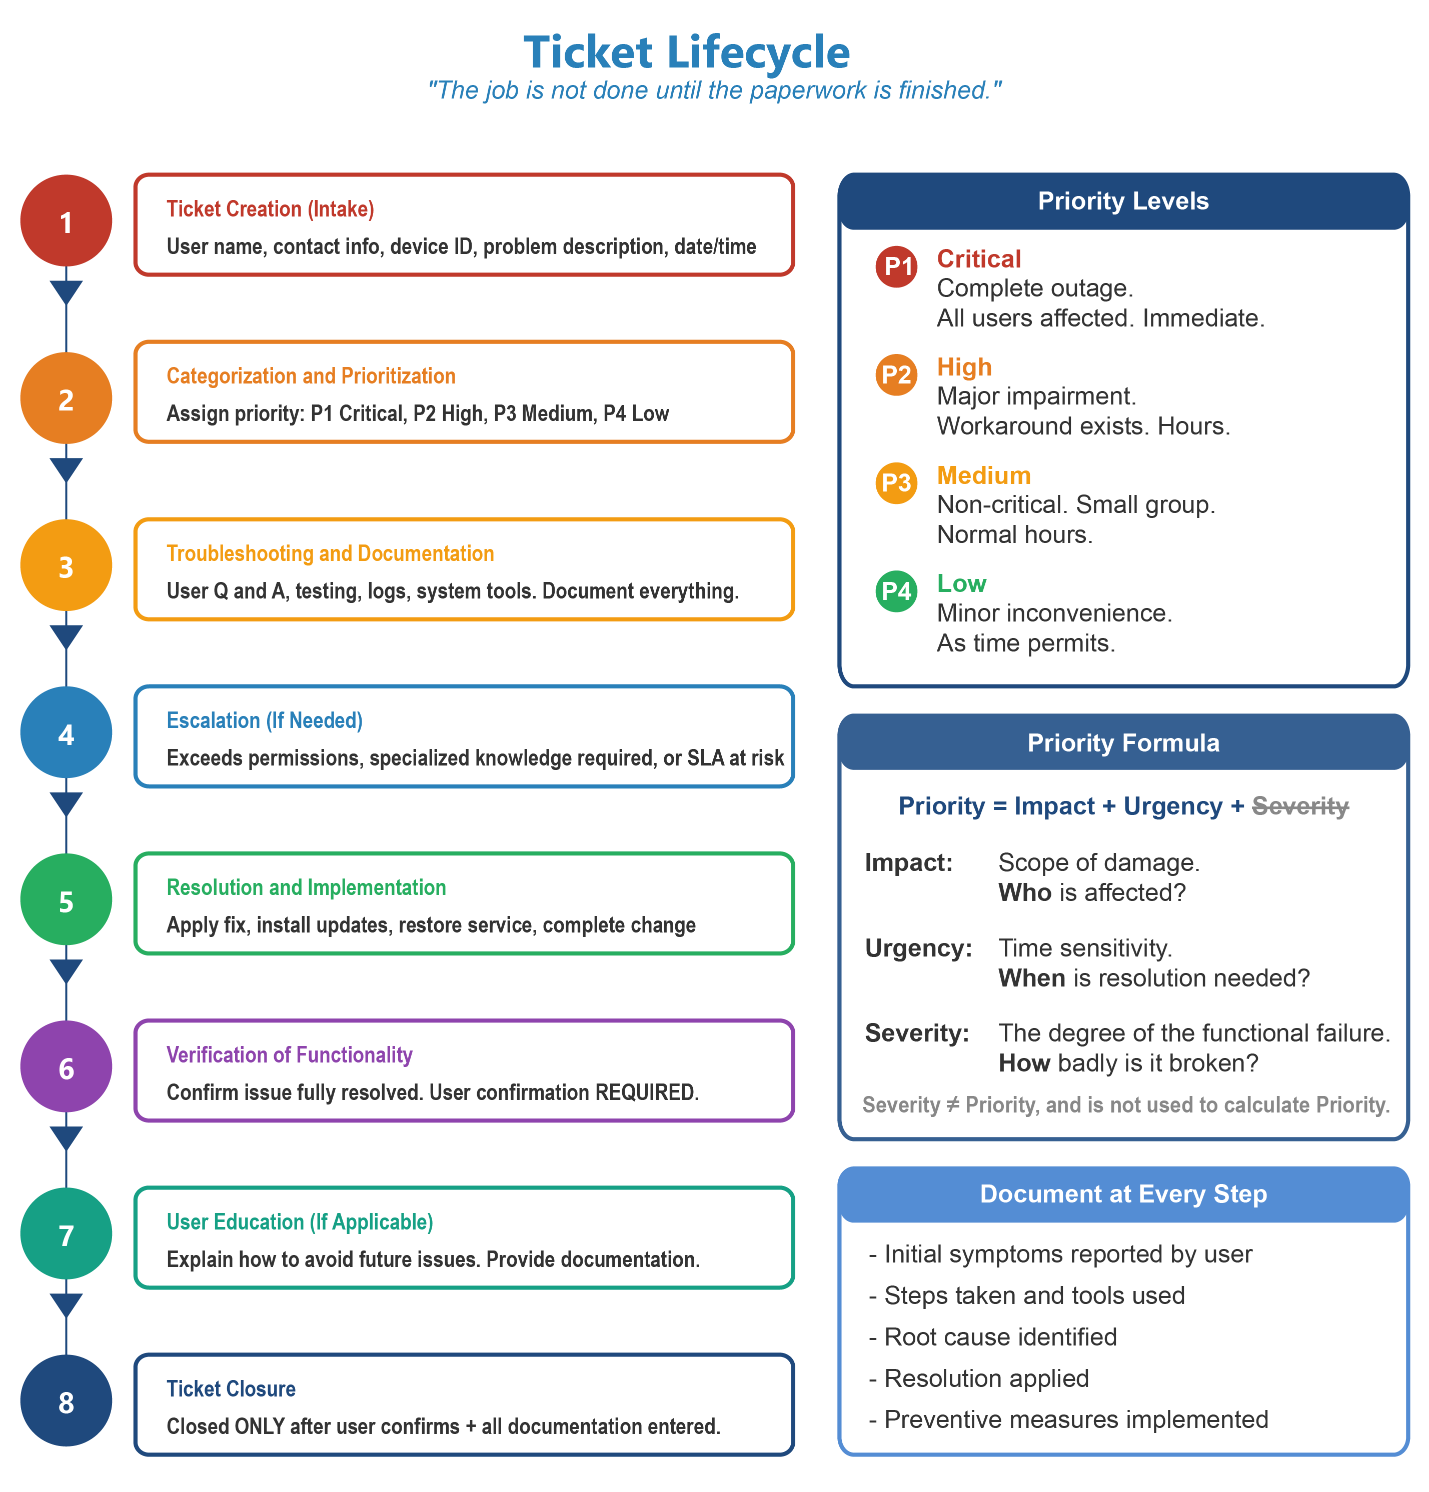 Ticket Lifecycle
"The job is not done until the paperwork is finished."
1
Ticket Creation (Intake)
User name, contact info, device ID, problem description, date/time
2
Categorization and Prioritization
Assign priority: P1 Critical, P2 High, P3 Medium, P4 Low
3
Troubleshooting and Documentation
User Q and A, testing, logs, system tools. Document everything.
4
Escalation (If Needed)
Exceeds permissions, specialized knowledge required, or SLA at risk
5
Resolution and Implementation
Apply fix, install updates, restore service, complete change
6
Verification of Functionality
Confirm issue fully resolved. User confirmation REQUIRED.
7
User Education (If Applicable)
Explain how to avoid future issues. Provide documentation.
8
Ticket Closure
Closed ONLY after user confirms + all documentation entered.
Priority Levels
P1 Critical
Complete outage.
All users affected. Immediate.
P2 High
Major impairment.
Workaround exists. Hours.
P3 Medium
Non-critical. Small group.
Normal hours.
P4 Low
Minor inconvenience.
As time permits.
Priority Formula
Priority = Impact + Urgency + Severity
Impact: Scope of damage.
Who is affected?
Urgency: Time sensitivity.
When is resolution needed?
Severity: The degree of the functional failure.
How badly is it broken?
Severity ≠ Priority, and is not used to calculate Priority.
Document at Every Step
- Initial symptoms reported by user
- Steps taken and tools used
- Root cause identified
- Resolution applied
- Preventive measures implemented